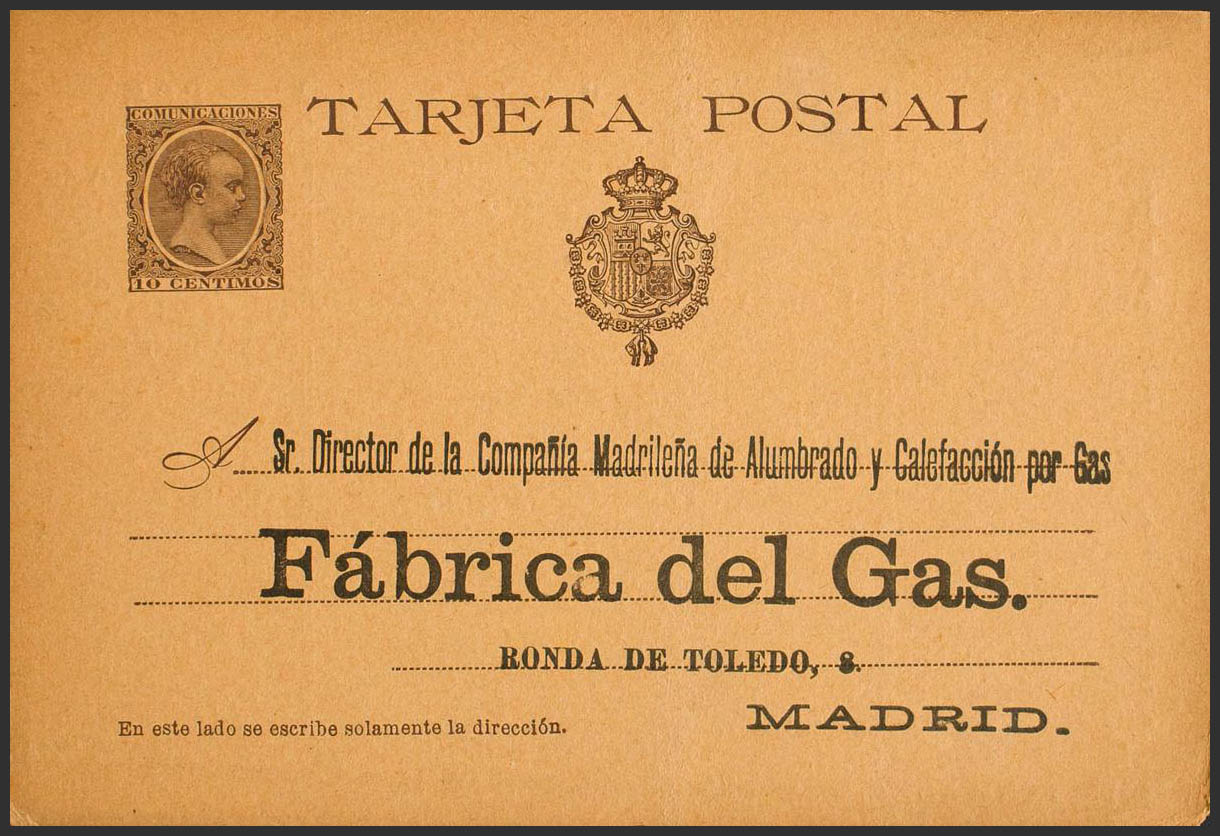 COMUNICACIONES
10 CENTIMOS
TARJETA POSTAL
A Sr. Director de la Compañía Madrileña de Alumbrado y Calefacción por Gas
Fábrica del Gas.
RONDA DE TOLEDO, 8.
MADRID.
En este lado se escribe solamente la dirección.